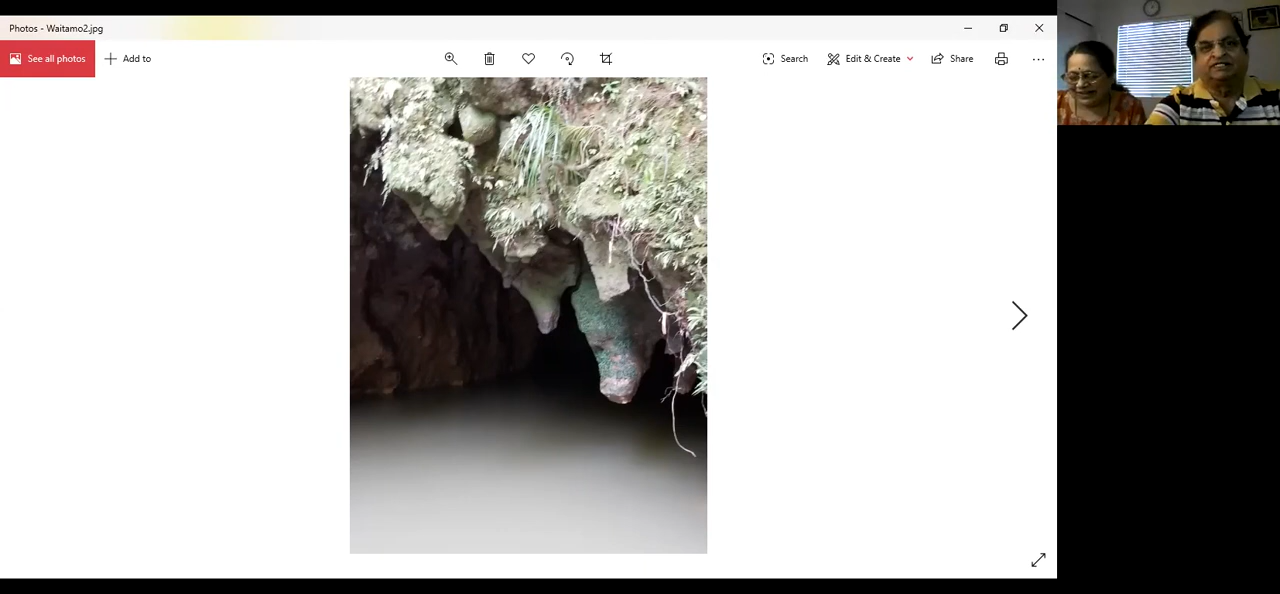 Photos - Waitamo2.jpg
See all photos
Add to
Search
Edit & Create
Share